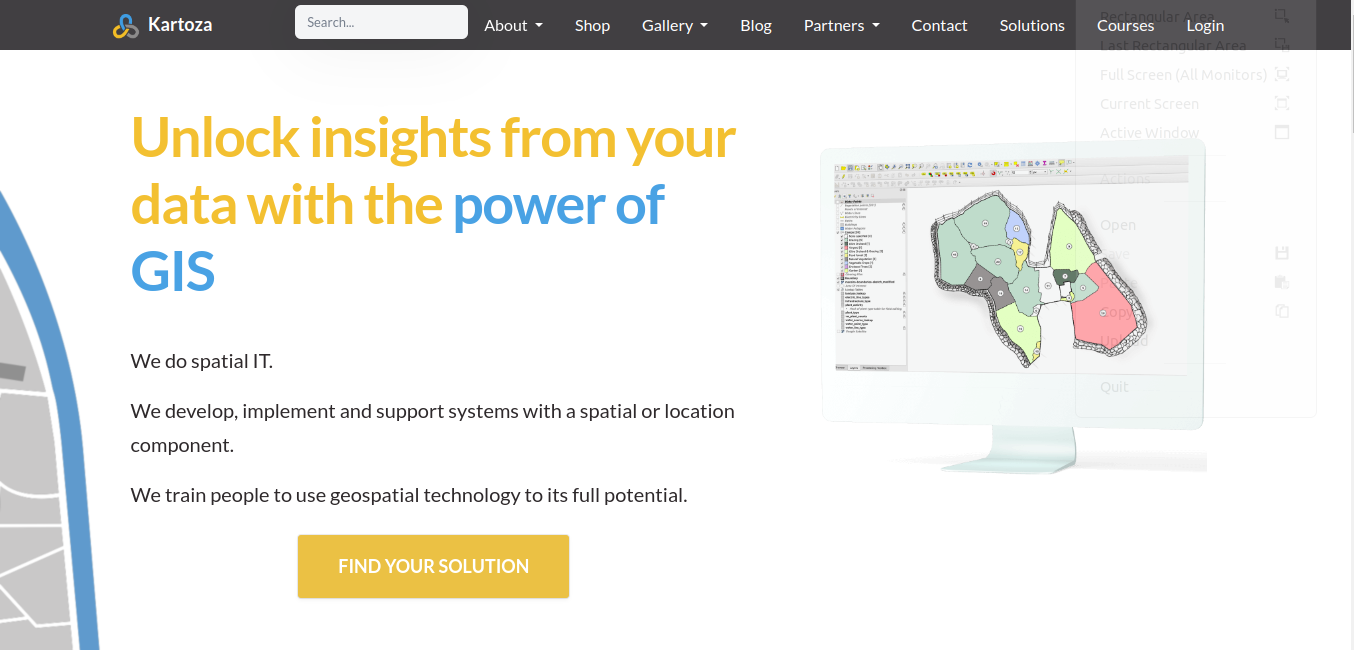 Kartoza
Search...
About
Shop
Gallery
Blog
Partners
Contact
Solutions
Courses
Login
Rectangular Area
Last Rectangular Area
Full Screen (All Monitors)
Current Screen
Active Window
Actions
Open
Save
Copy
Upload
Quit
Unlock insights from your
data with the power of
GIS
We do spatial IT.
We develop, implement and support systems with a spatial or location
component.
We train people to use geospatial technology to its full potential.
FIND YOUR SOLUTION